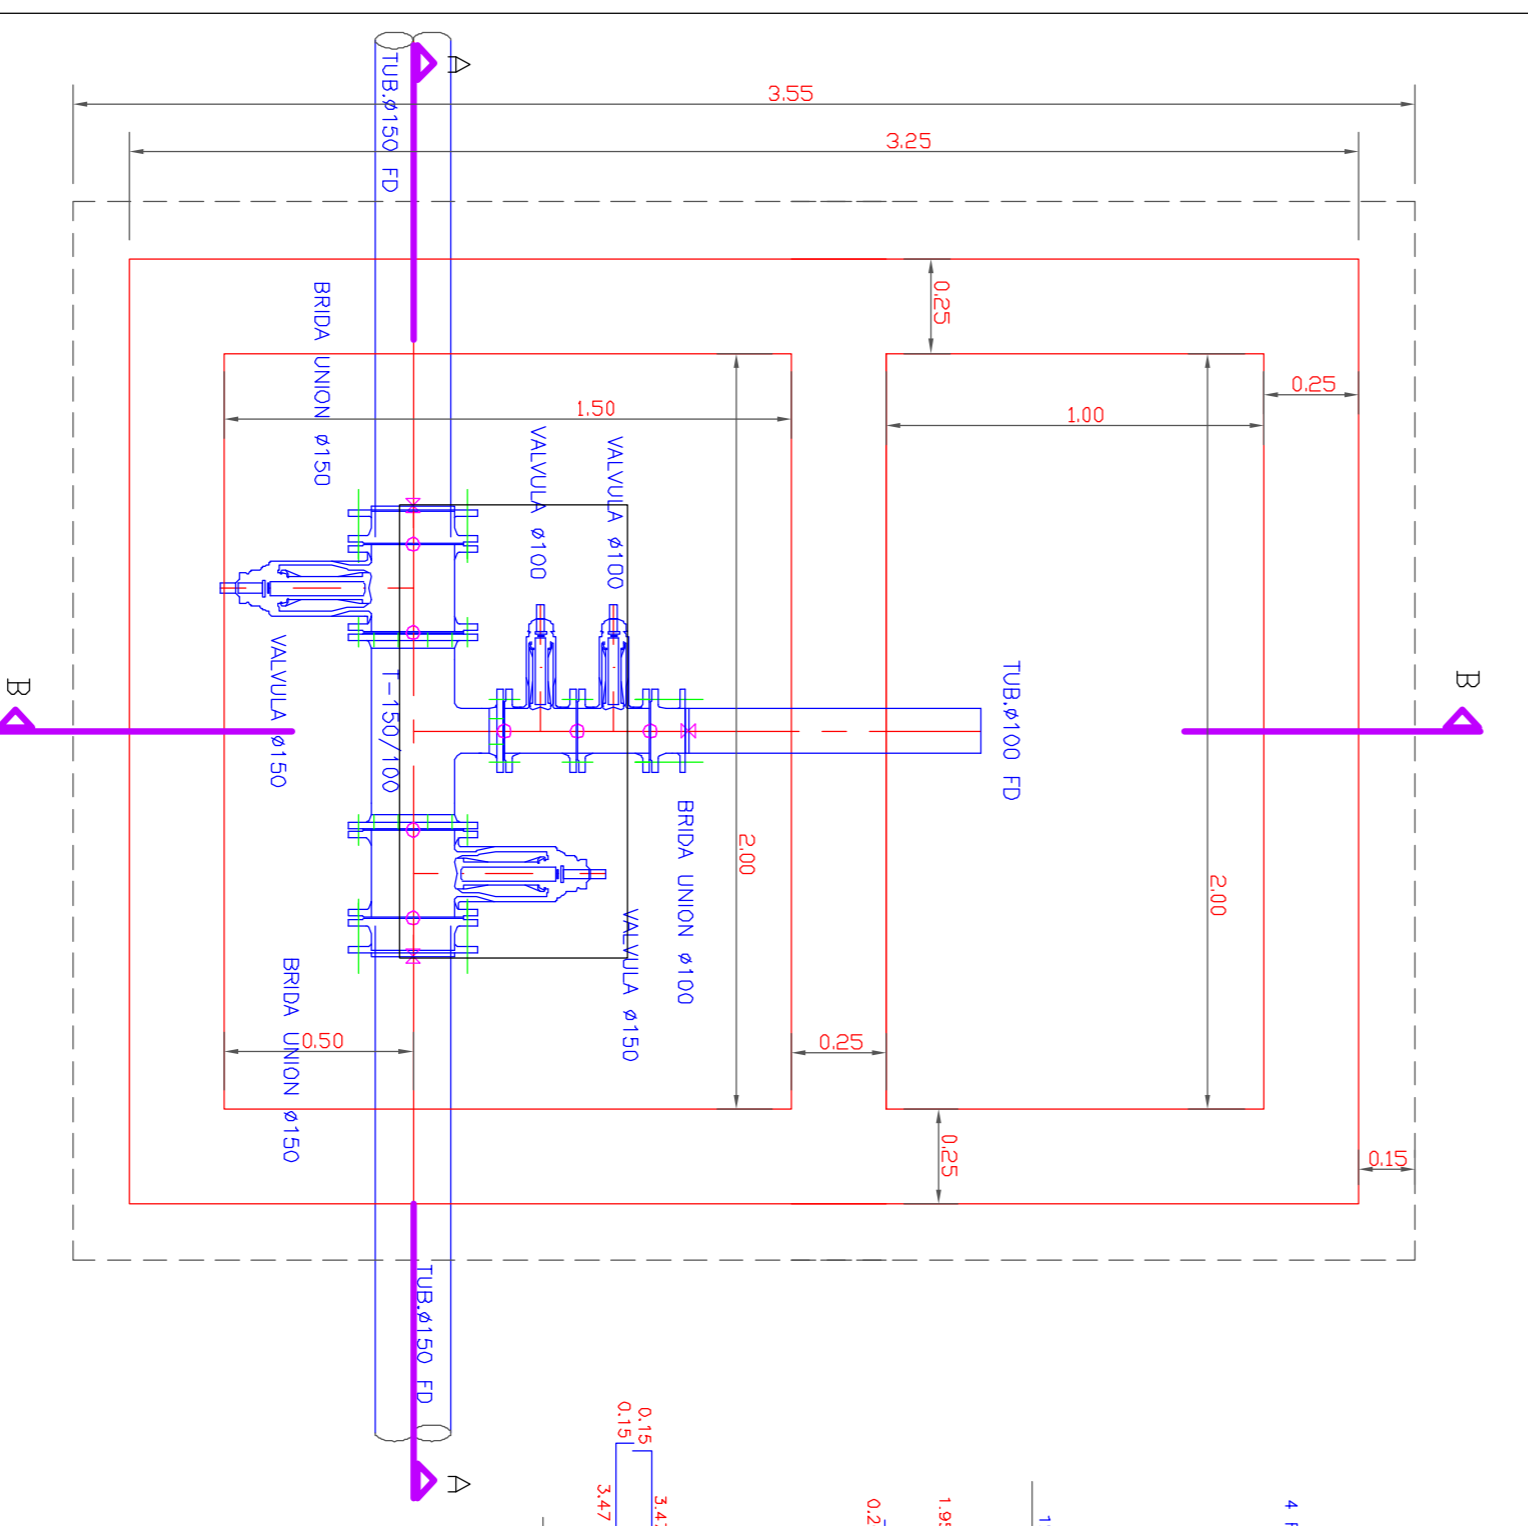 A
TUB.ø150 FD
3.55
3.25
0.25
BRIDA UNION ø150
0.25
1.50
1.00
VALVULA ø100
VALVULA ø100
VALVULA ø150
T-150/100
TUB.ø100 FD
B
B
BRIDA UNION ø100
2.00
2.00
VALVULA ø150
BRIDA UNION ø150
0.50
0.25
0.25
0.15
TUB.ø150 FD
A
0.15
0.15
3.47